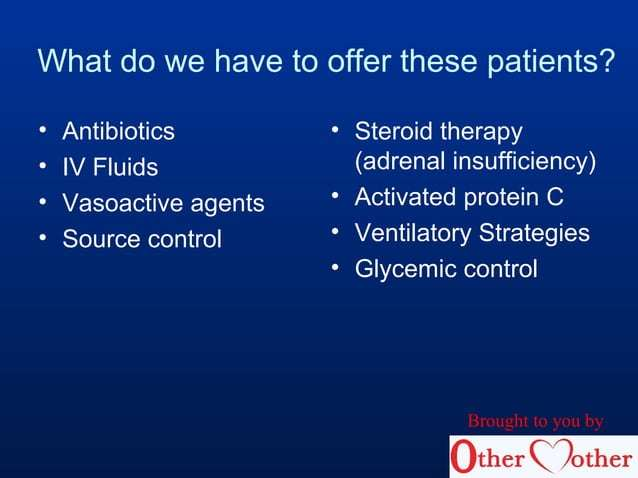 What do we have to offer these patients?
• Antibiotics
• IV Fluids
• Vasoactive agents
• Source control
• Steroid therapy
(adrenal insufficiency)
• Activated protein C
• Ventilatory Strategies
• Glycemic control
Brought to you by
Other other